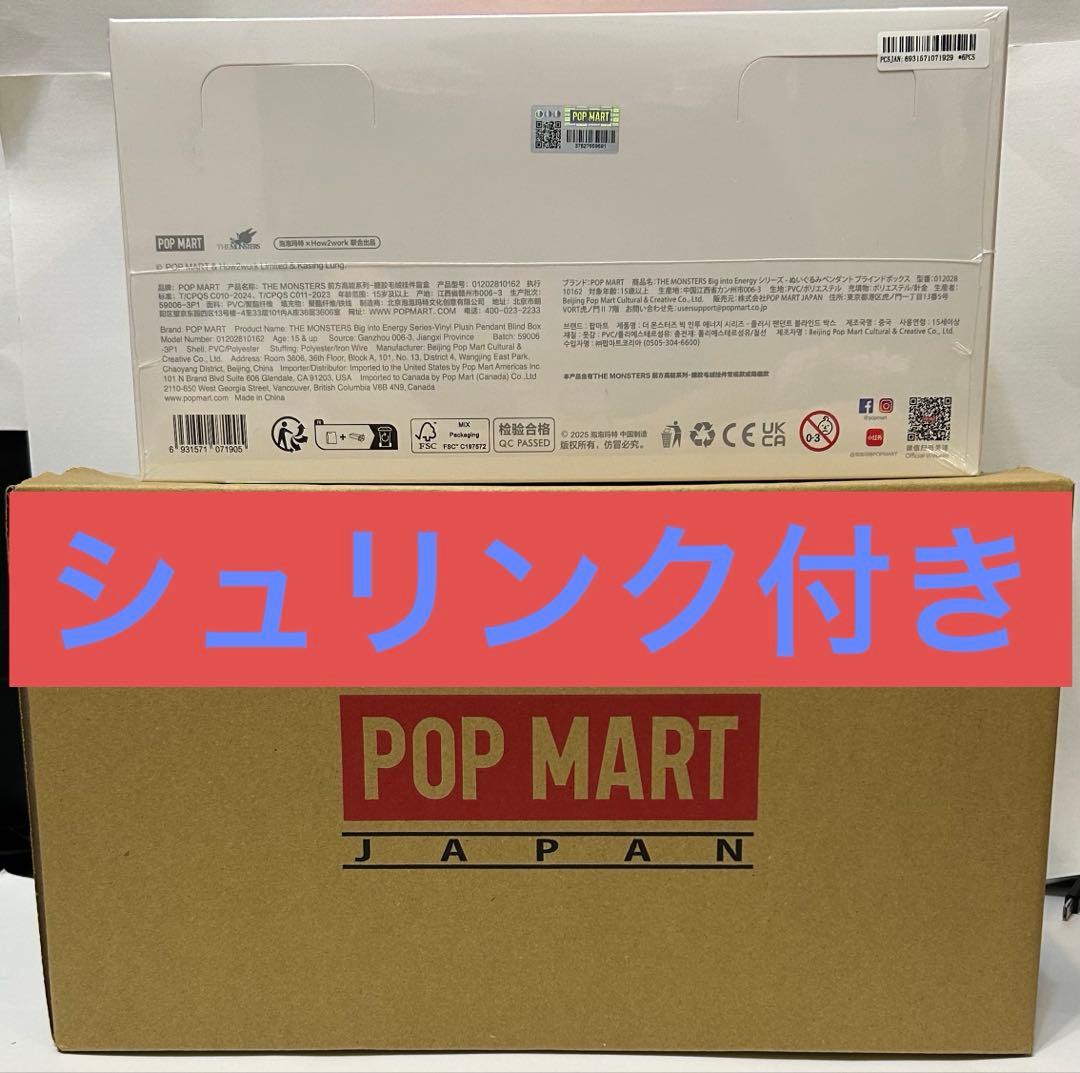 PCSJAN: 6931571071929 *6PCS
POP MART
37527659601
POP MART
THE MONSTERS
泡泡玛特×How2work 联合出品
© POP MART & How2work Limited & Kasing Lung.
品牌: POP MART 产品名称: THE MONSTERS 前方高能系列-搪胶毛绒挂件盲盒 产品型号: 01202810162 执行
标准: T/CPQS C010-2024、T/CPQS C011-2023 年龄范围: 15岁及以上 产地: 江西省赣州市006-3 生产批次:
59006-3P1 面料: PVC/聚酯纤维 填充物: 聚酯纤维/铁线 制造商: 北京泡泡玛特文化创意有限公司 地址: 北京市朝
阳区望京东园四区13号楼-4至33层101内A座36层3606室 网址: WWW.POPMART.COM 电话: 400-023-2233
Brand: POP MART Product Name: THE MONSTERS Big into Energy Series-Vinyl Plush Pendant Blind Box
Model Number: 01202810162 Age: 15 & up Source: Ganzhou 006-3, Jiangxi Province Batch: 59006
-3P1 Shell: PVC/Polyester Stuffing: Polyester/Iron Wire Manufacturer: Beijing Pop Mart Cultural &
Creative Co., Ltd. Address: Room 3606, 36th Floor, Block A, 101, No. 13, District 4, Wangjing East Park,
Chaoyang District, Beijing, China Importer/Distributor: Imported to the United States by Pop Mart Americas Inc.
101 N Brand Blvd Suite 606 Glendale, CA 91203, USA Imported to Canada by Pop Mart (Canada) Co.,Ltd
2110-650 West Georgia Street, Vancouver, British Columbia V6B 4N9, Canada
www.popmart.com Made in China
ブランド: POP MART 商品名: THE MONSTERS Big into Energy シリーズ - ぬいぐるみペンダント ブラインドボックス 型番: 012028
10162 対象年齢: 15歳以上 生産地: 中国江西省カン州市006-3 生地: PVC/ポリエステル 充填物: ポリエステル/針金 生産者:
Beijing Pop Mart Cultural & Creative Co., Ltd. 販売元: 株式会社POP MART JAPAN 住所: 東京都港区虎ノ門一丁目13番5号
VORT虎ノ門II 7階 お問い合わせ先: usersupport@popmart.com
브랜드: 팝마트 제품명: 더 몬스터즈 빅 인투 에너지 시리즈 - 플러시 팬던트 블라인드 박스 제조국명: 중국 사용연령: 15세이상
재질: 겉감: PVC/폴리에스테르섬유; 충전재: 폴리에스테르섬유/철선 제조자명: Beijing Pop Mart Cultural & Creative Co., Ltd.
수입자명: ㈜팝마트코리아 (0505-304-6600)
本产品含有THE MONSTERS 前方高能系列-搪胶毛绒挂件常规款或隐藏款
6 931571 071905
FR
FSC
MIX
Packaging
FSC™ C197572
检验合格
QC PASSED
© 2025 泡泡玛特 中国制造
版权所有,仿冒必究。
CE
UK
CA
0-3
@popmart
小红书
@泡泡玛特POPMART
シュリンク付き
POP MART
JAPAN